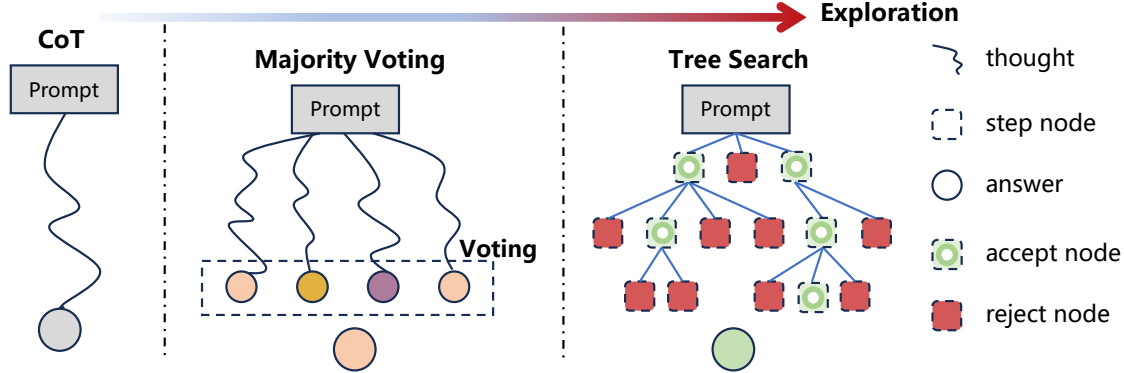 Exploration
CoT
Prompt
Majority Voting
Prompt
Voting
Tree Search
Prompt
thought
step node
answer
accept node
reject node